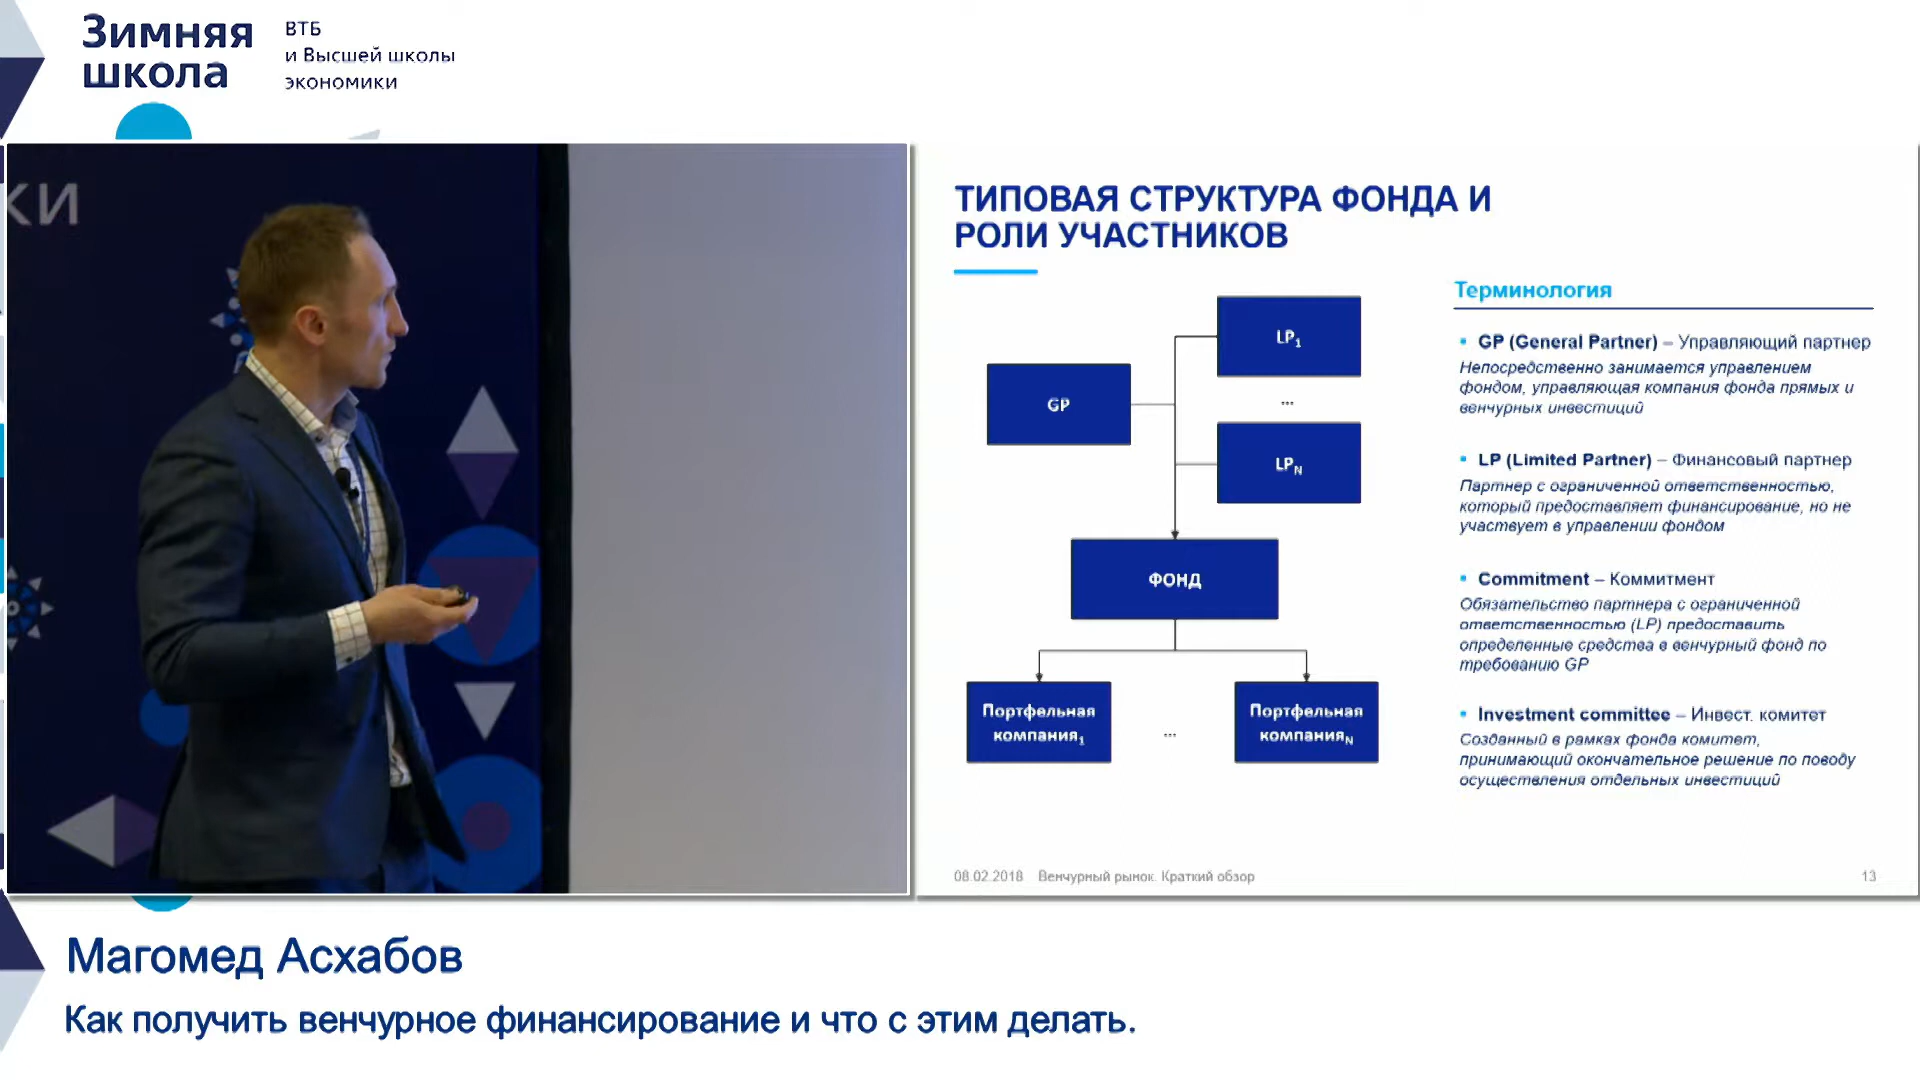 Зимняя
школа
ВТБ
и Высшей школы
экономики
ки
ТИПОВАЯ СТРУКТУРА ФОНДА И
РОЛИ УЧАСТНИКОВ
GP
LP1
...
LPN
ФОНД
Портфельная
компания1
...
Портфельная
компанияN
Терминология
• GP (General Partner) – Управляющий партнер
Непосредственно занимается управлением
фондом, управляющая компания фонда прямых и
венчурных инвестиций
• LP (Limited Partner) – Финансовый партнер
Партнер с ограниченной ответственностью,
который предоставляет финансирование, но не
участвует в управлении фондом
• Commitment – Коммитмент
Обязательство партнера с ограниченной
ответственностью (LP) предоставить
определенные средства в венчурный фонд по
требованию GP
• Investment committee – Инвест. комитет
Созданный в рамках фонда комитет,
принимающий окончательное решение по поводу
осуществления отдельных инвестиций
08.02.2018 Венчурный рынок. Краткий обзор
13
Магомед Асхабов
Как получить венчурное финансирование и что с этим делать.